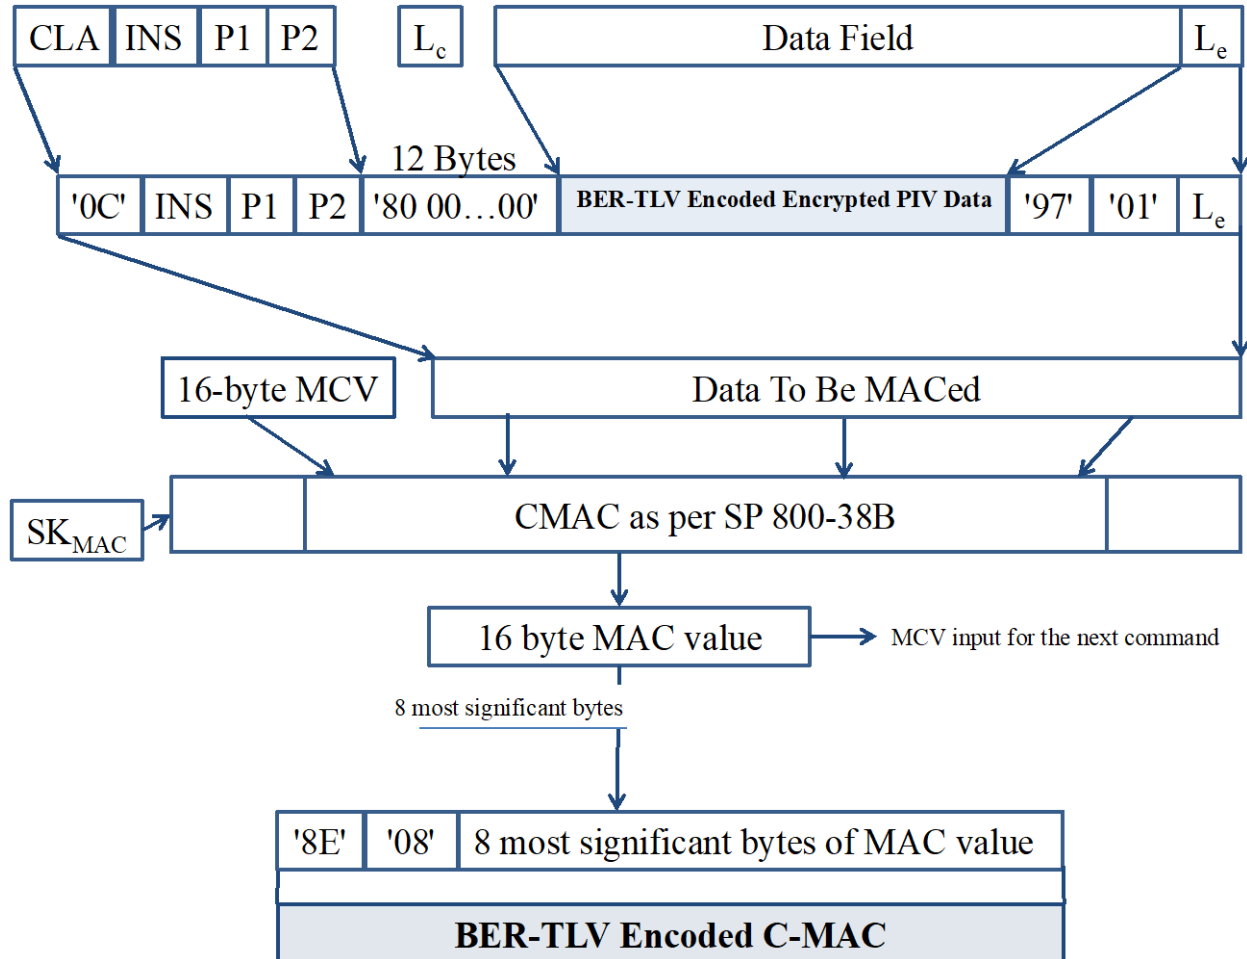 CLA INS P1 P2 Lc Data Field Le
12 Bytes
'0C' INS P1 P2 '80 00…00' BER-TLV Encoded Encrypted PIV Data '97' '01' Le
16-byte MCV Data To Be MACed
SKMAC CMAC as per SP 800-38B
16 byte MAC value MCV input for the next command
8 most significant bytes
'8E' '08' 8 most significant bytes of MAC value
BER-TLV Encoded C-MAC